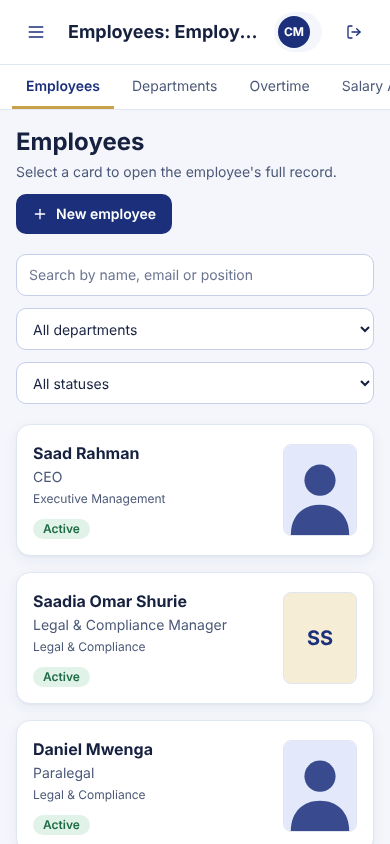 Employees: Employ...
CM
Employees
Departments
Overtime
Salary
Employees
Select a card to open the employee's full record.
+ New employee
Search by name, email or position
All departments
All statuses
Saad Rahman
CEO
Executive Management
Active
Saadia Omar Shurie
Legal & Compliance Manager
Legal & Compliance
Active
SS
Daniel Mwenga
Paralegal
Legal & Compliance
Active